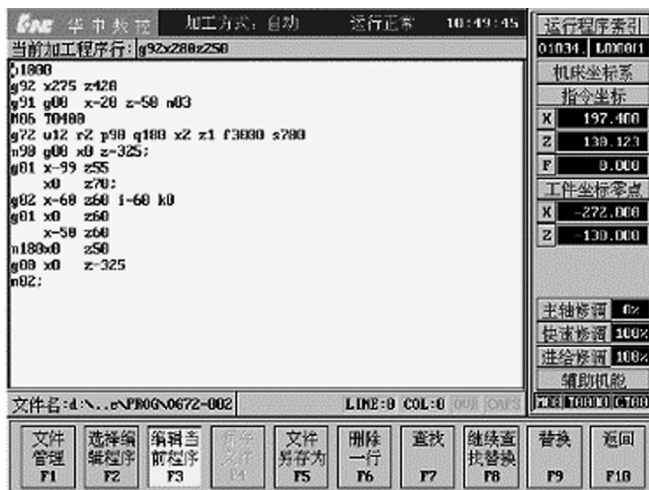 华中数控 加工方式：自动 运行正常 10:49:45
当前加工程序行：g92x280z250
1000
g92 x275 z420
g91 g00 x-20 z-50 m03
M06 T0400
g72 u12 r2 p90 q180 x2 z1 f3000 s700
n90 g00 x0 z-325;
g01 x-99 z55
x0 z70;
g02 x-60 z60 i-60 k0
g01 x0 z60
x-50 z60
n180x0 z50
g00 x0 z-325
m02;
文件名:d:\..c\PROG\0672-002 LINE:0 COL:0 OVR CAPS
运行程序索引
机床坐标系
指令坐标
X 197.400
Z 130.123
F 0.000
工件坐标零点
X -272.000
Z -130.000
主轴修调 0%
快速修调 100%
进给修调 100%
辅助机能
文件管理 F1
选择编辑程序 F2
编辑当前程序 F3
F4
文件另存为 F5
删除一行 F6
查找 F7
继续查找替换 F8
替换 F9
返回 F10